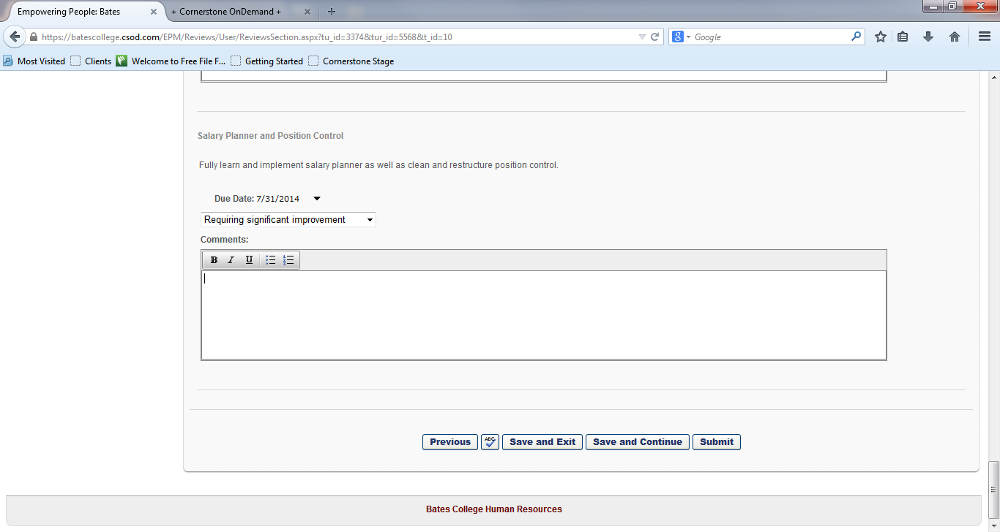 Empowering People: Bates
+ Cornerstone OnDemand +
https://batescollege.csod.com/EPM/Reviews/User/ReviewsSection.aspx?tu_id=3374&tur_id=5568&t_id=10
8
Google
Most Visited
Clients
Welcome to Free File F...
Getting Started
Cornerstone Stage
Salary Planner and Position Control
Fully learn and implement salary planner as well as clean and restructure position control.
Due Date: 7/31/2014
Requiring significant improvement
Comments:
B I U
Previous
ABC
Save and Exit
Save and Continue
Submit
Bates College Human Resources